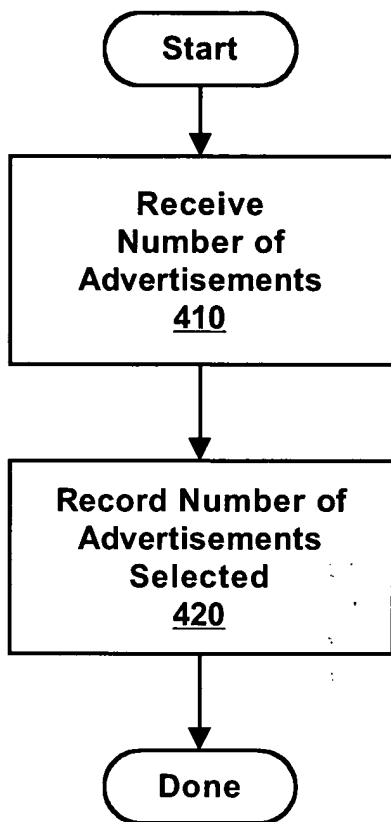 Start
Receive
Number of
Advertisements
410
Record Number of
Advertisements
Selected
420
Done